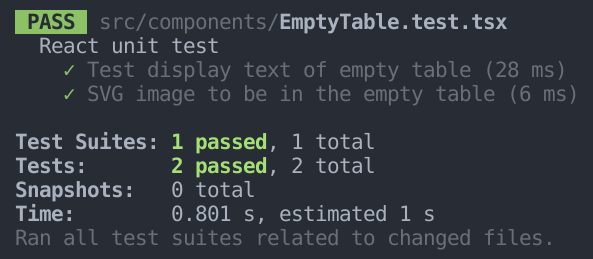 PASS src/components/EmptyTable.test.tsx
React unit test
✓ Test display text of empty table (28 ms)
✓ SVG image to be in the empty table (6 ms)
Test Suites: 1 passed, 1 total
Tests: 2 passed, 2 total
Snapshots: 0 total
Time: 0.801 s, estimated 1 s
Ran all test suites related to changed files.